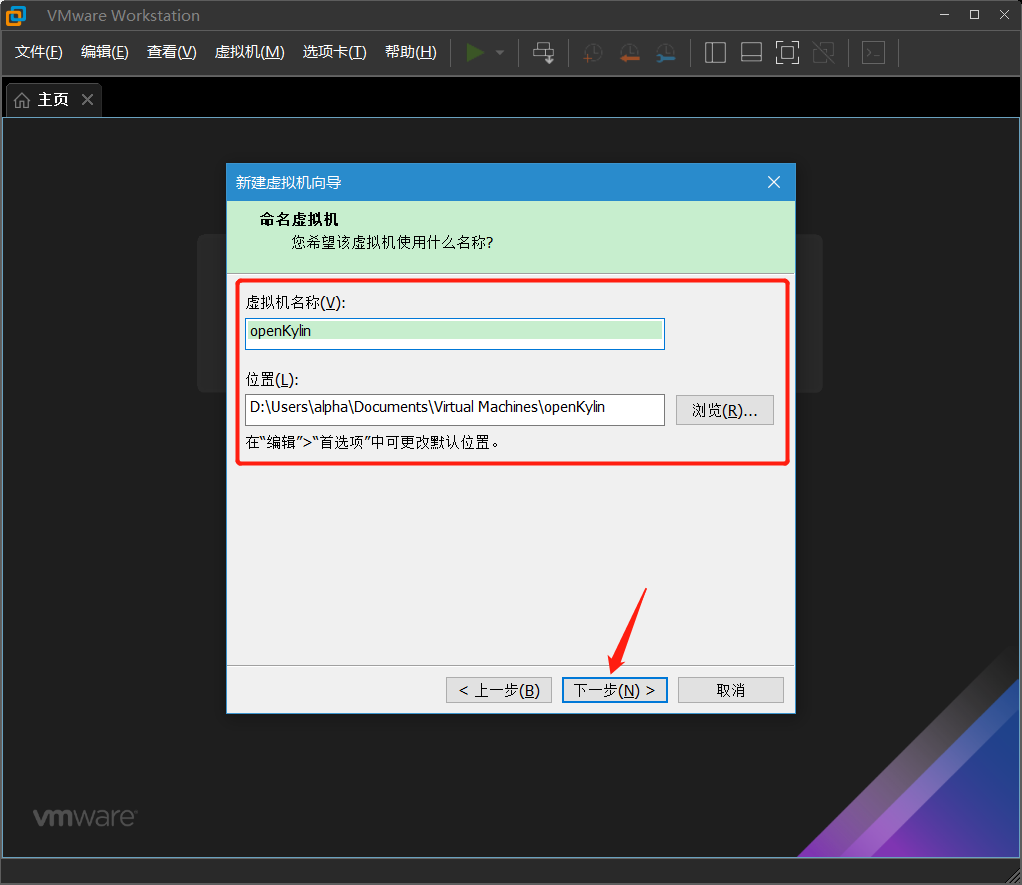 VMware Workstation
文件(F) 编辑(E) 查看(V) 虚拟机(M) 选项卡(T) 帮助(H)
主页
新建虚拟机向导
命名虚拟机
您希望该虚拟机使用什么名称?
虚拟机名称(V):
openKylin
位置(L):
D:\Users\alpha\Documents\Virtual Machines\openKylin
浏览(R)...
在“编辑”>“首选项”中可更改默认位置。
< 上一步(B) 下一步(N) > 取消
vmware